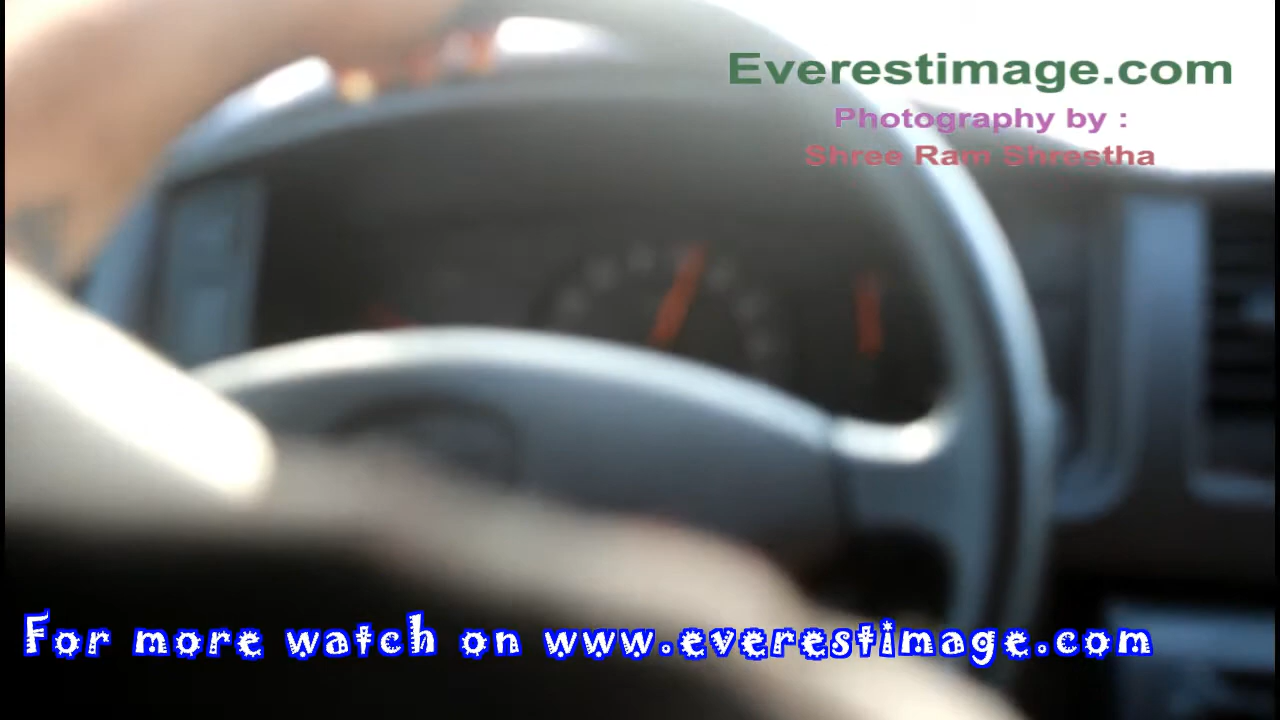 Everestimage.com
Photography by :
Shree Ram Shrestha
For more watch on www.everestimage.com